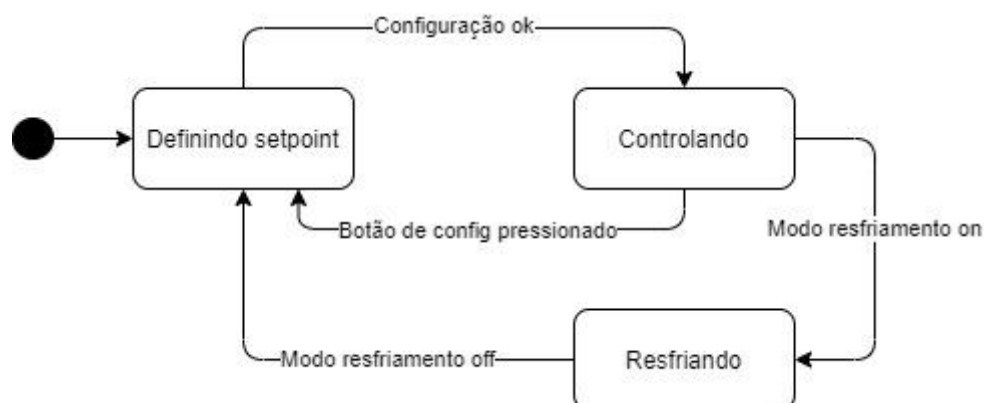 Configuração ok
Definindo setpoint
Controlando
Botão de config pressionado
Modo resfriamento on
Modo resfriamento off
Resfriando